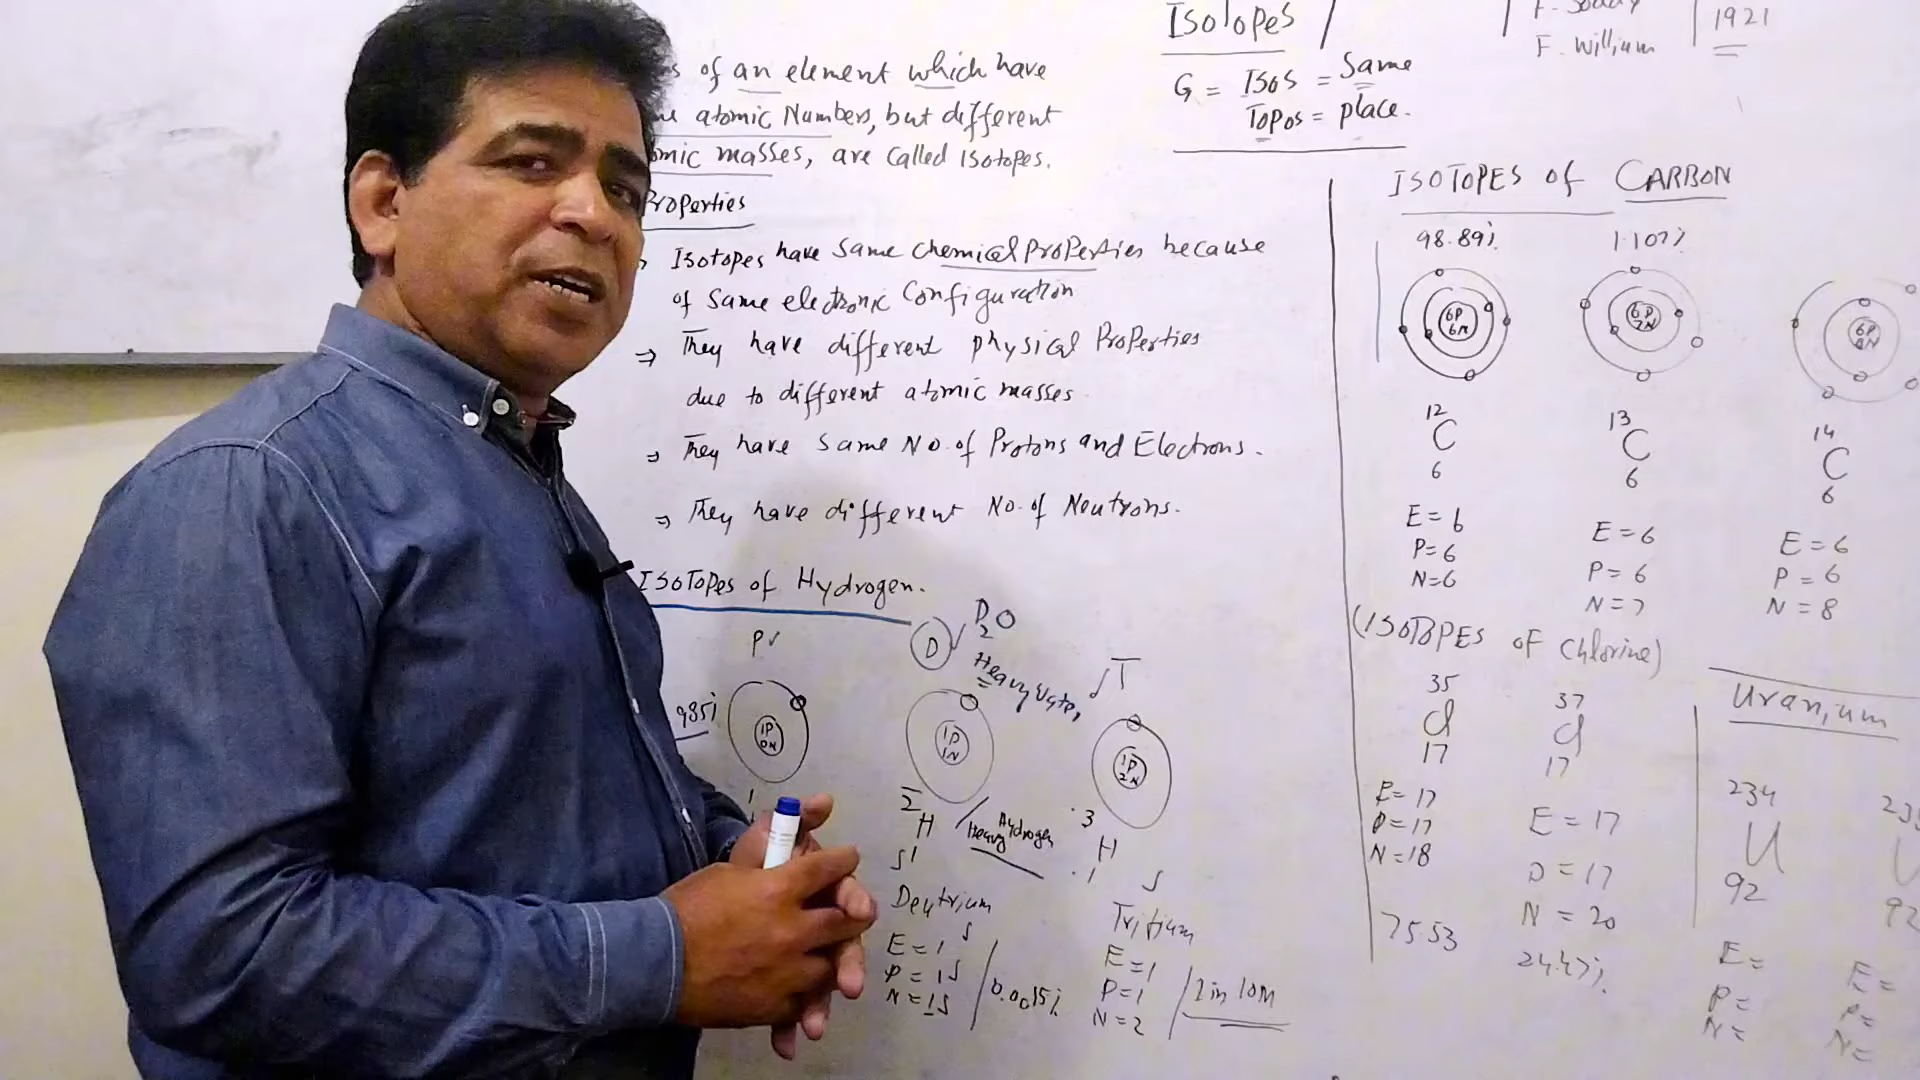 Isotopes
F. Soddy
F. William
1921
G = ISOS = Same
Topos = place.
of an element which have
atomic Numbers, but different
masses, are called Isotopes.
Properties
Isotopes have same chemical Properties because
of same electronic Configuration
⇒ They have different physical Properties
due to different atomic masses
⇒ They have same No. of Protons and Electrons.
⇒ They have different No. of Neutrons.
ISOTOPES of Hydrogen.
P
D
D2O
Heavy Water
T
985%
1P
0N
1P
1N
1P
2N
1
2
H
1
Heavy Hydrogen
3
H
1
Deutrium
E = 1
P = 1
N = 1
0.0015%
Tritium
E = 1
P = 1
N = 2
1 in 10M
ISOTOPES of CARBON
98.89%
1.107%
6P
6N
6P
7N
6P
8N
12
C
6
13
C
6
14
C
6
E = 6
P = 6
N = 6
E = 6
P = 6
N = 7
E = 6
P = 6
N = 8
(ISOTOPES of Chlorine)
35
Cl
17
37
Cl
17
E = 17
P = 17
N = 18
75.53
E = 17
P = 17
N = 20
24.47%
Uranium
234
U
92
23
U
92
E =
P =
N =
E =
P =
N =